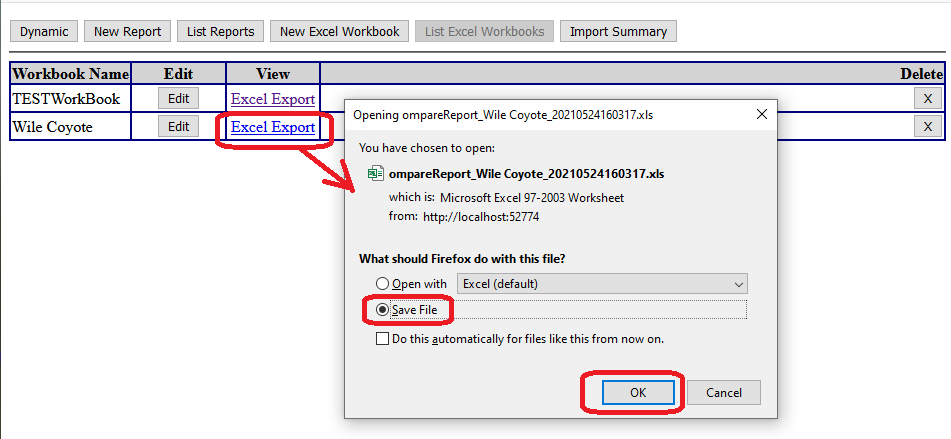 Dynamic New Report List Reports New Excel Workbook List Excel Workbooks Import Summary
Workbook Name Edit View Delete
TESTWorkBook Edit Excel Export X
Wile Coyote Edit Excel Export X
Opening ompareReport_Wile Coyote_20210524160317.xls
You have chosen to open:
ompareReport_Wile Coyote_20210524160317.xls
which is: Microsoft Excel 97-2003 Worksheet
from: http://localhost:52774
What should Firefox do with this file?
Open with Excel (default)
Save File
Do this automatically for files like this from now on.
OK Cancel